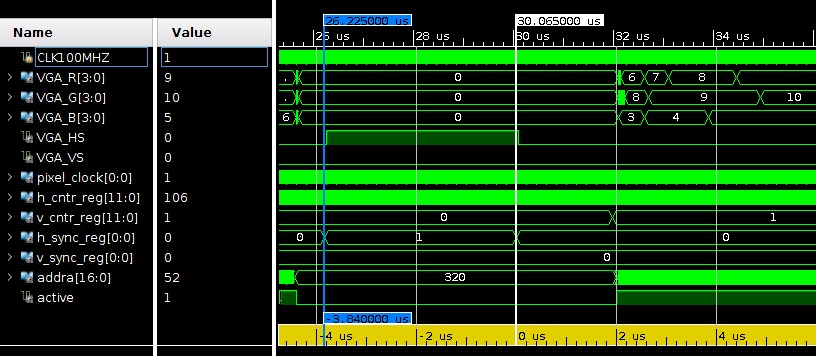 26.225000 us 30.065000 us
Name Value 26 us 28 us 30 us 32 us 34 us
CLK100MHZ 1
VGA_R[3:0] 9 . 0 6 7 8
VGA_G[3:0] 10 . 0 8 9 10
VGA_B[3:0] 5 6 0 3 4
VGA_HS 0
VGA_VS 0
pixel_clock[0:0] 1
h_cntr_reg[11:0] 106
v_cntr_reg[11:0] 1 0 1
h_sync_reg[0:0] 0 0 1 0
v_sync_reg[0:0] 0 0
addra[16:0] 52 320
active 1
-3.840000 us
-4 us -2 us 0 us 2 us 4 us